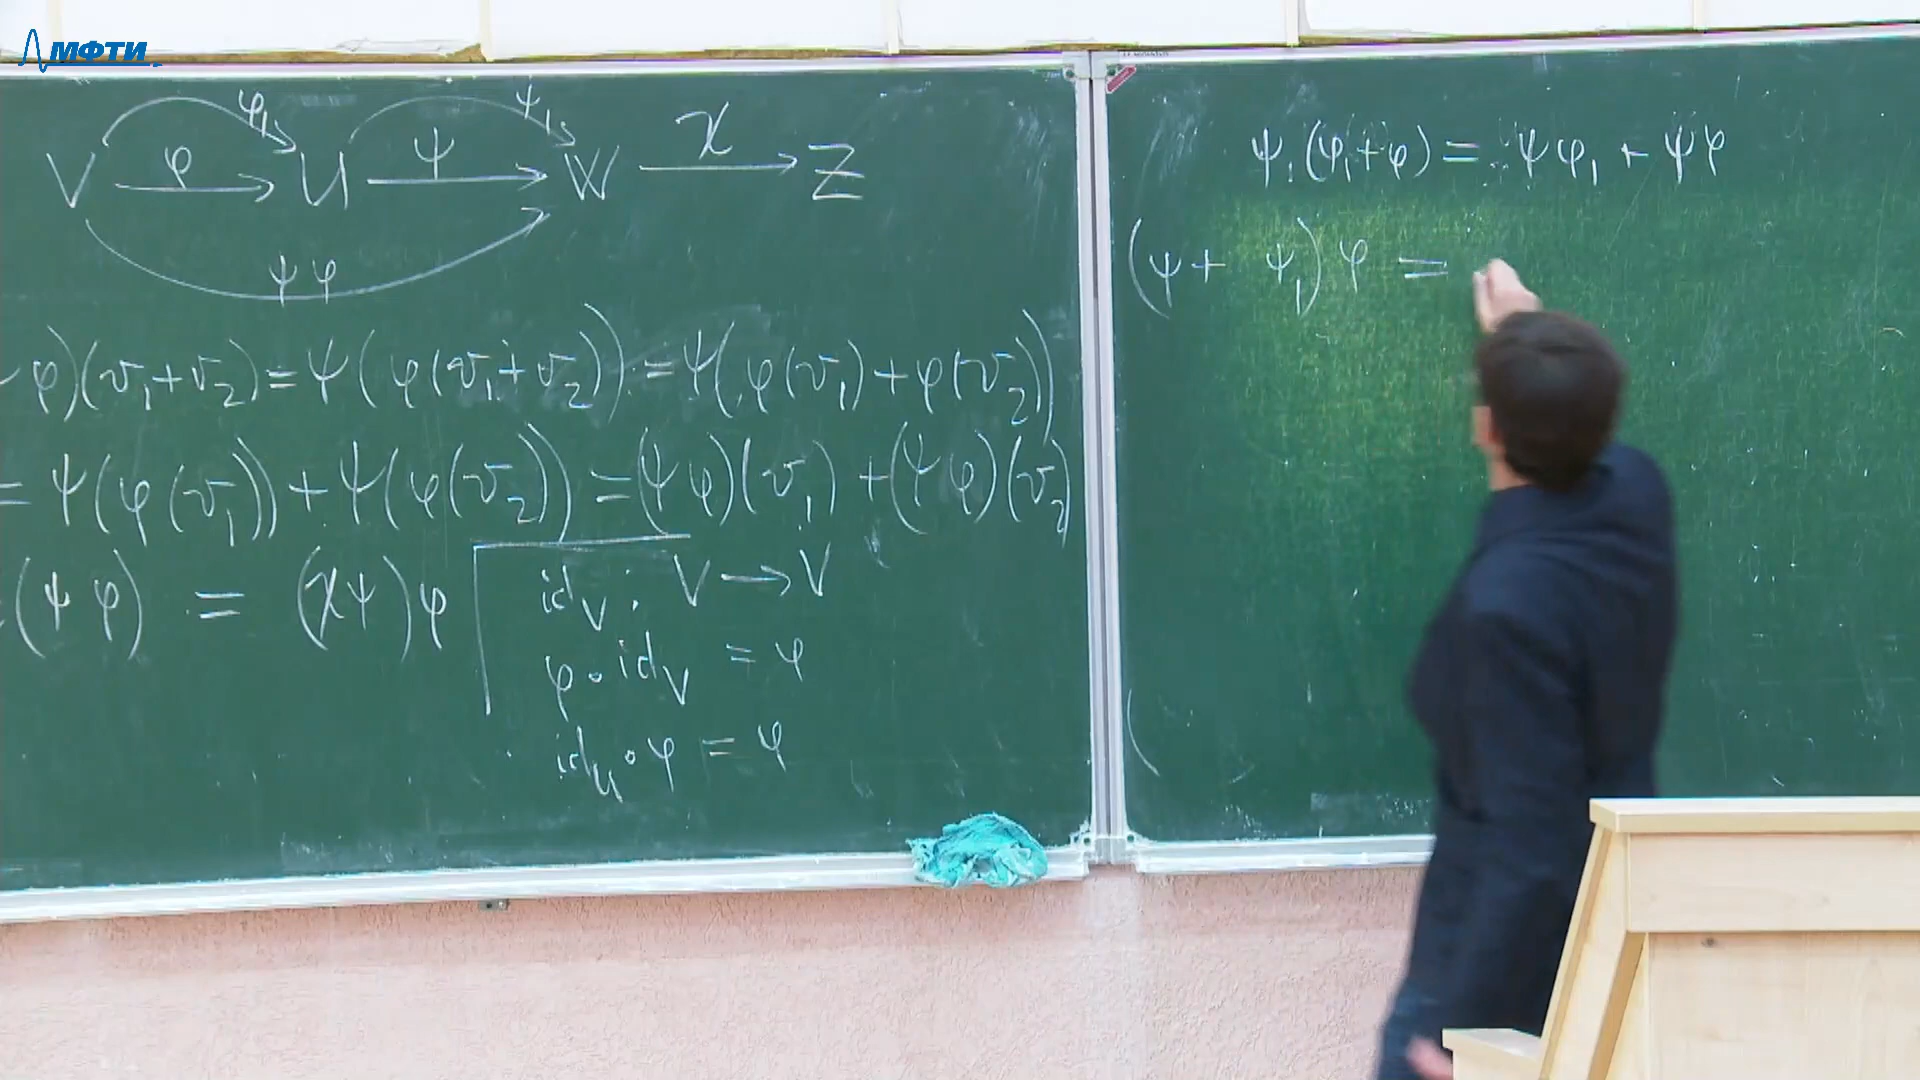 МФТИ
φ₁ ψ₁
V φ→ U ψ→ W χ→ Z
ψφ
φ)(v₁+v₂)=ψ(φ(v₁+v₂))=ψ(φ(v₁)+φ(v₂))
=ψ(φ(v₁))+ψ(φ(v₂))=(ψφ)(v₁)+(ψφ)(v₂)
(ψφ) = (χψ)φ
id_V: V→V
φ∘id_V = φ
id_U∘φ = φ
ψ.(φ₁+φ)=ψφ₁+ψφ
(ψ+ψ₁)φ =